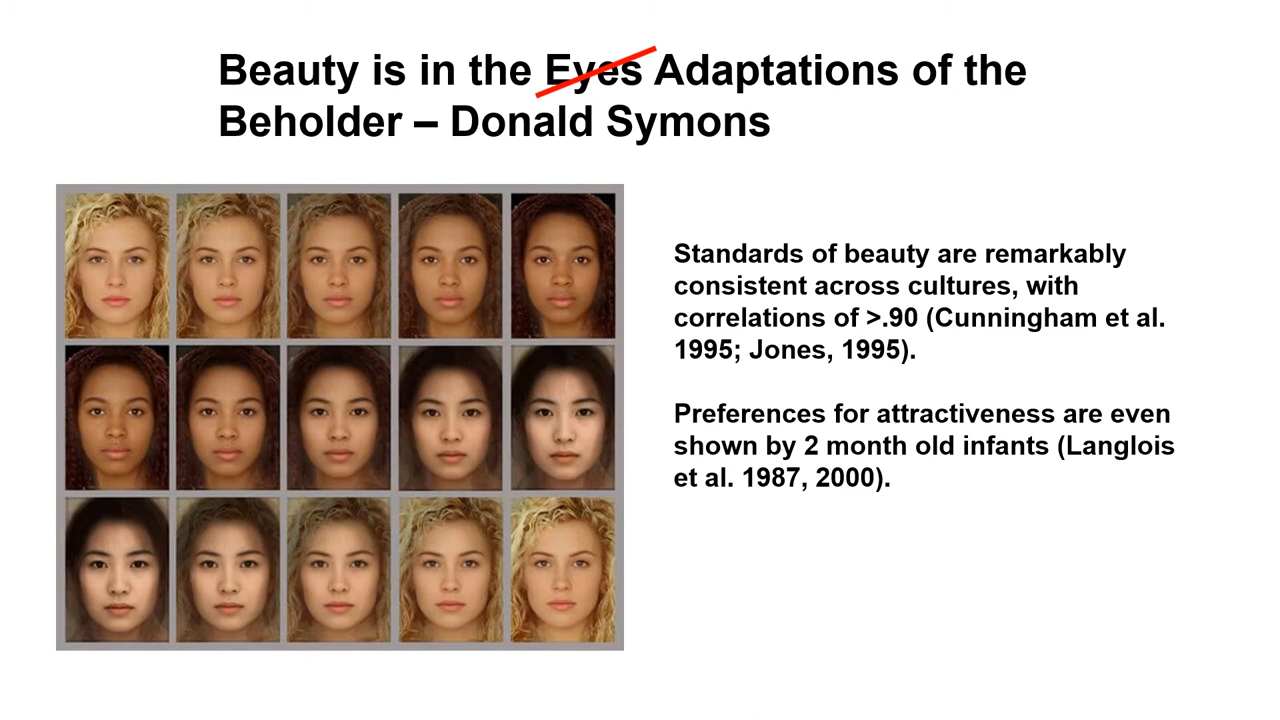 Beauty is in the Eyes Adaptations of the
Beholder – Donald Symons
Standards of beauty are remarkably
consistent across cultures, with
correlations of >.90 (Cunningham et al.
1995; Jones, 1995).
Preferences for attractiveness are even
shown by 2 month old infants (Langlois
et al. 1987, 2000).